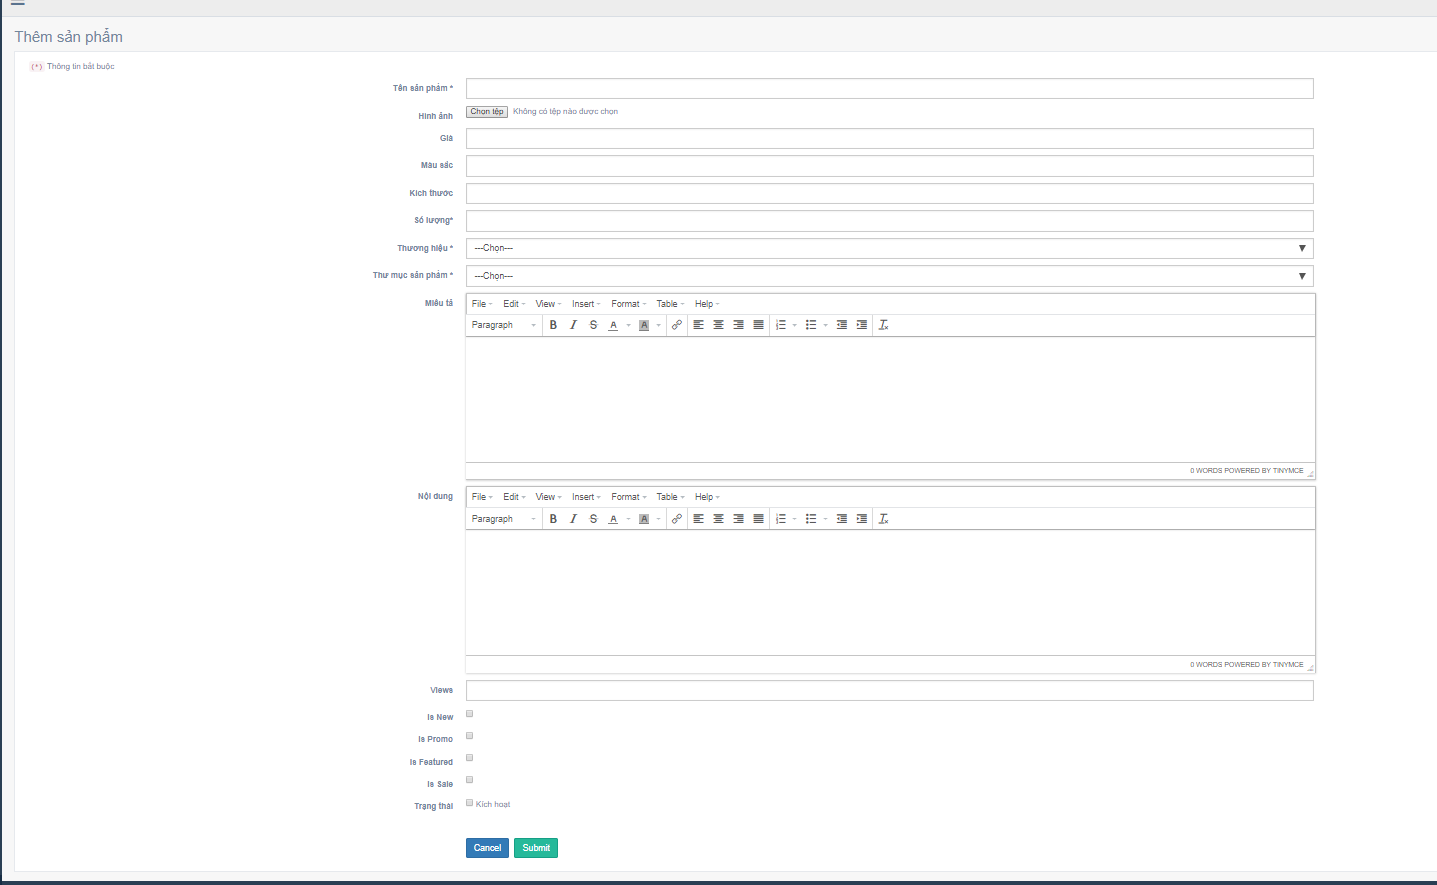 Thêm sản phẩm
(*) Thông tin bắt buộc
Tên sản phẩm *
Hình ảnh Chọn tệp Không có tệp nào được chọn
Giá
Màu sắc
Kích thước
Số lượng*
Thương hiệu * ---Chọn---
Thư mục sản phẩm * ---Chọn---
Miêu tả File Edit View Insert Format Table Help
Paragraph B I S A A
0 WORDS POWERED BY TINYMCE
Nội dung File Edit View Insert Format Table Help
Paragraph B I S A A
0 WORDS POWERED BY TINYMCE
Views
Is New
Is Promo
Is Featured
Is Sale
Trạng thái Kích hoạt
Cancel Submit